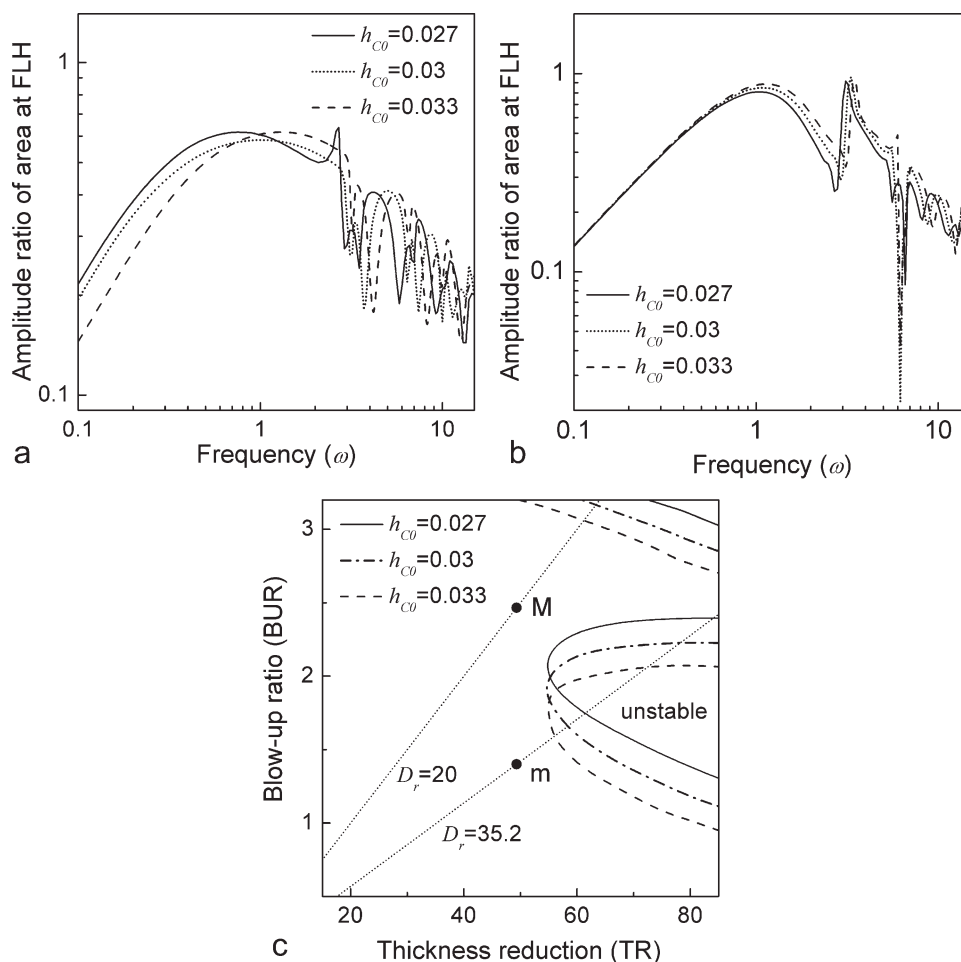 Amplitude ratio of area at FLH
1
0.1
h_C0=0.027
h_C0=0.03
h_C0=0.033
0.1
1
10
Frequency (ω)
a
Amplitude ratio of area at FLH
1
0.1
h_C0=0.027
h_C0=0.03
h_C0=0.033
0.1
1
10
Frequency (ω)
b
Blow-up ratio (BUR)
3
2
1
h_C0=0.027
h_C0=0.03
h_C0=0.033
M
unstable
m
D_r=20
D_r=35.2
20
40
60
80
Thickness reduction (TR)
c